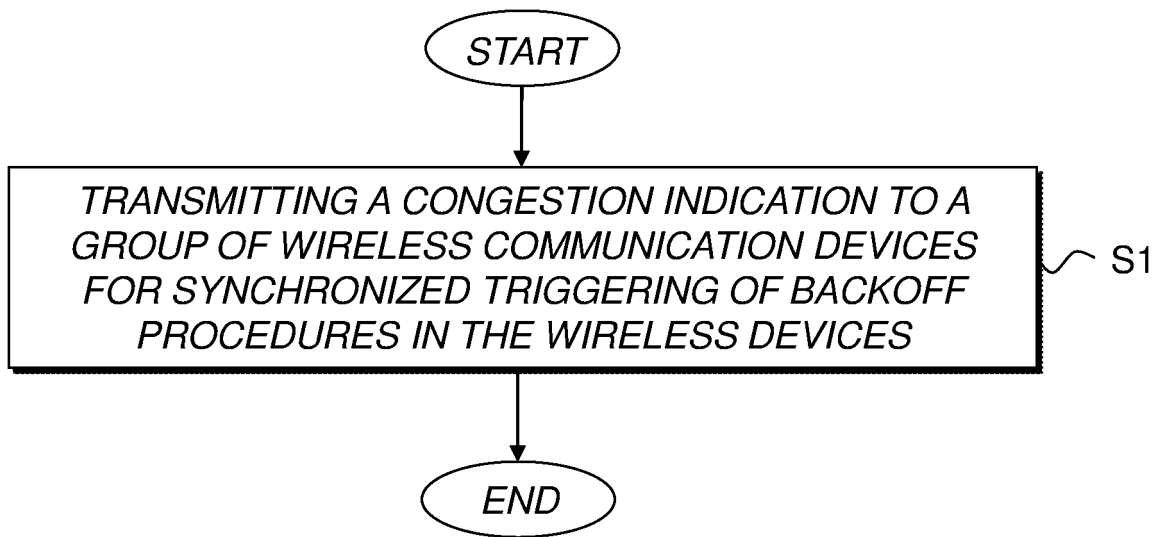 START
TRANSMITTING A CONGESTION INDICATION TO A
GROUP OF WIRELESS COMMUNICATION DEVICES
FOR SYNCHRONIZED TRIGGERING OF BACKOFF
PROCEDURES IN THE WIRELESS DEVICES
S1
END